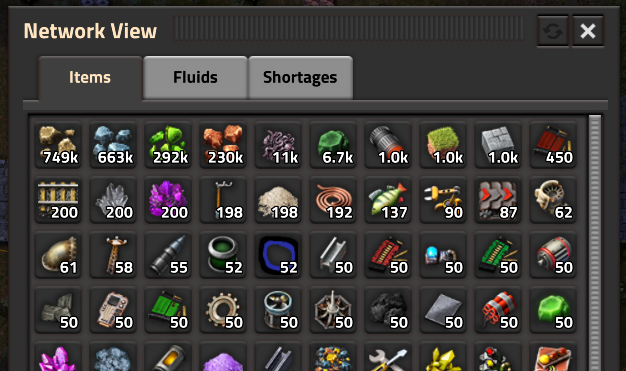 Network View
Items Fluids Shortages
749k 663k 292k 230k 11k 6.7k 1.0k 1.0k 1.0k 450
200 200 200 198 198 192 137 90 87 62
61 58 55 52 52 50 50 50 50 50
50 50 50 50 50 50 50 50 50 50